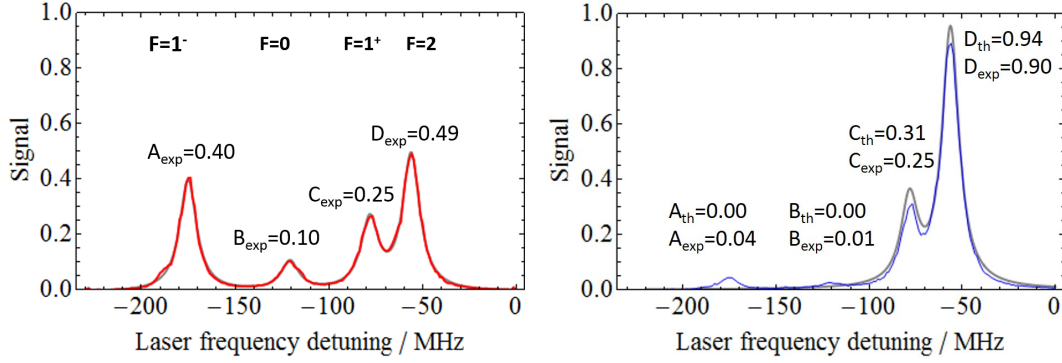 1.0
0.8
0.6
0.4
0.2
0.0
Signal
F=1⁻ F=0 F=1⁺ F=2
A_exp=0.40
B_exp=0.10
C_exp=0.25
D_exp=0.49
−200 −150 −100 −50 0
Laser frequency detuning / MHz
1.0
0.8
0.6
0.4
0.2
0.0
Signal
D_th=0.94
D_exp=0.90
C_th=0.31
C_exp=0.25
A_th=0.00
A_exp=0.04
B_th=0.00
B_exp=0.01
−200 −150 −100 −50 0
Laser frequency detuning / MHz